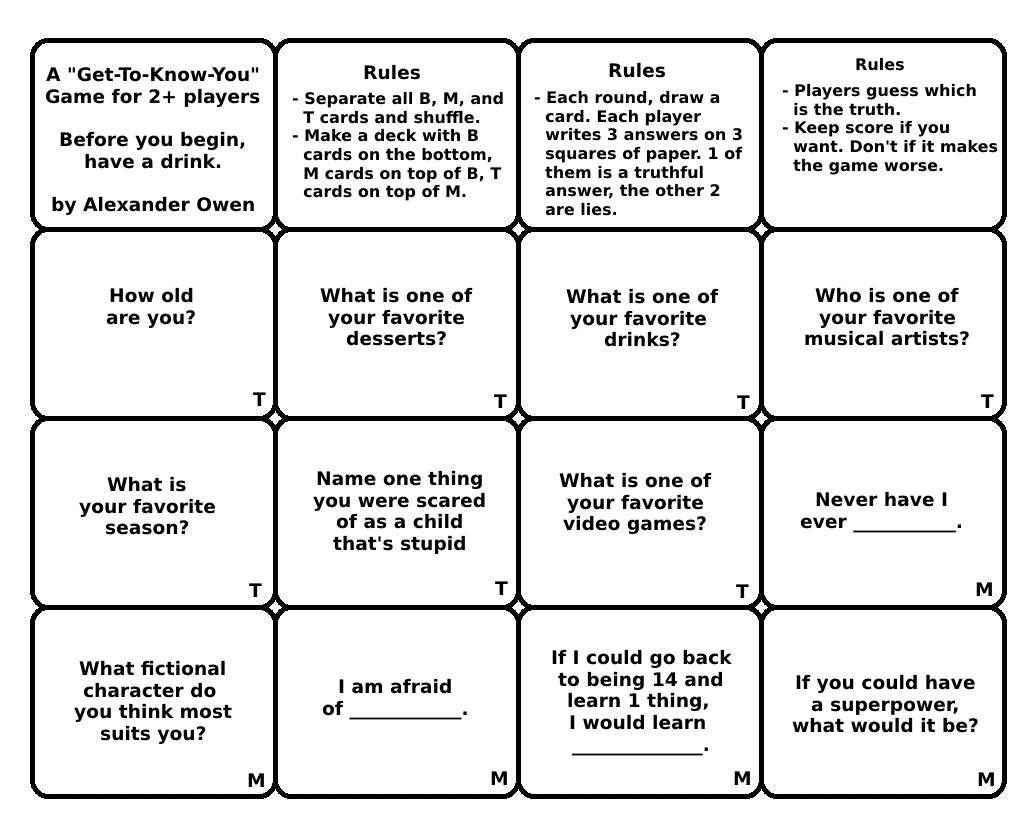 A "Get-To-Know-You"
Game for 2+ players
Before you begin,
have a drink.
by Alexander Owen
Rules
- Separate all B, M, and
T cards and shuffle.
- Make a deck with B
cards on the bottom,
M cards on top of B, T
cards on top of M.
Rules
- Each round, draw a
card. Each player
writes 3 answers on 3
squares of paper. 1 of
them is a truthful
answer, the other 2
are lies.
Rules
- Players guess which
is the truth.
- Keep score if you
want. Don't if it makes
the game worse.
How old
are you?
T
What is one of
your favorite
desserts?
T
What is one of
your favorite
drinks?
T
Who is one of
your favorite
musical artists?
T
What is
your favorite
season?
T
Name one thing
you were scared
of as a child
that's stupid
T
What is one of
your favorite
video games?
T
Never have I
ever ___________.
M
What fictional
character do
you think most
suits you?
M
I am afraid
of ____________.
M
If I could go back
to being 14 and
learn 1 thing,
I would learn
______________.
M
If you could have
a superpower,
what would it be?
M